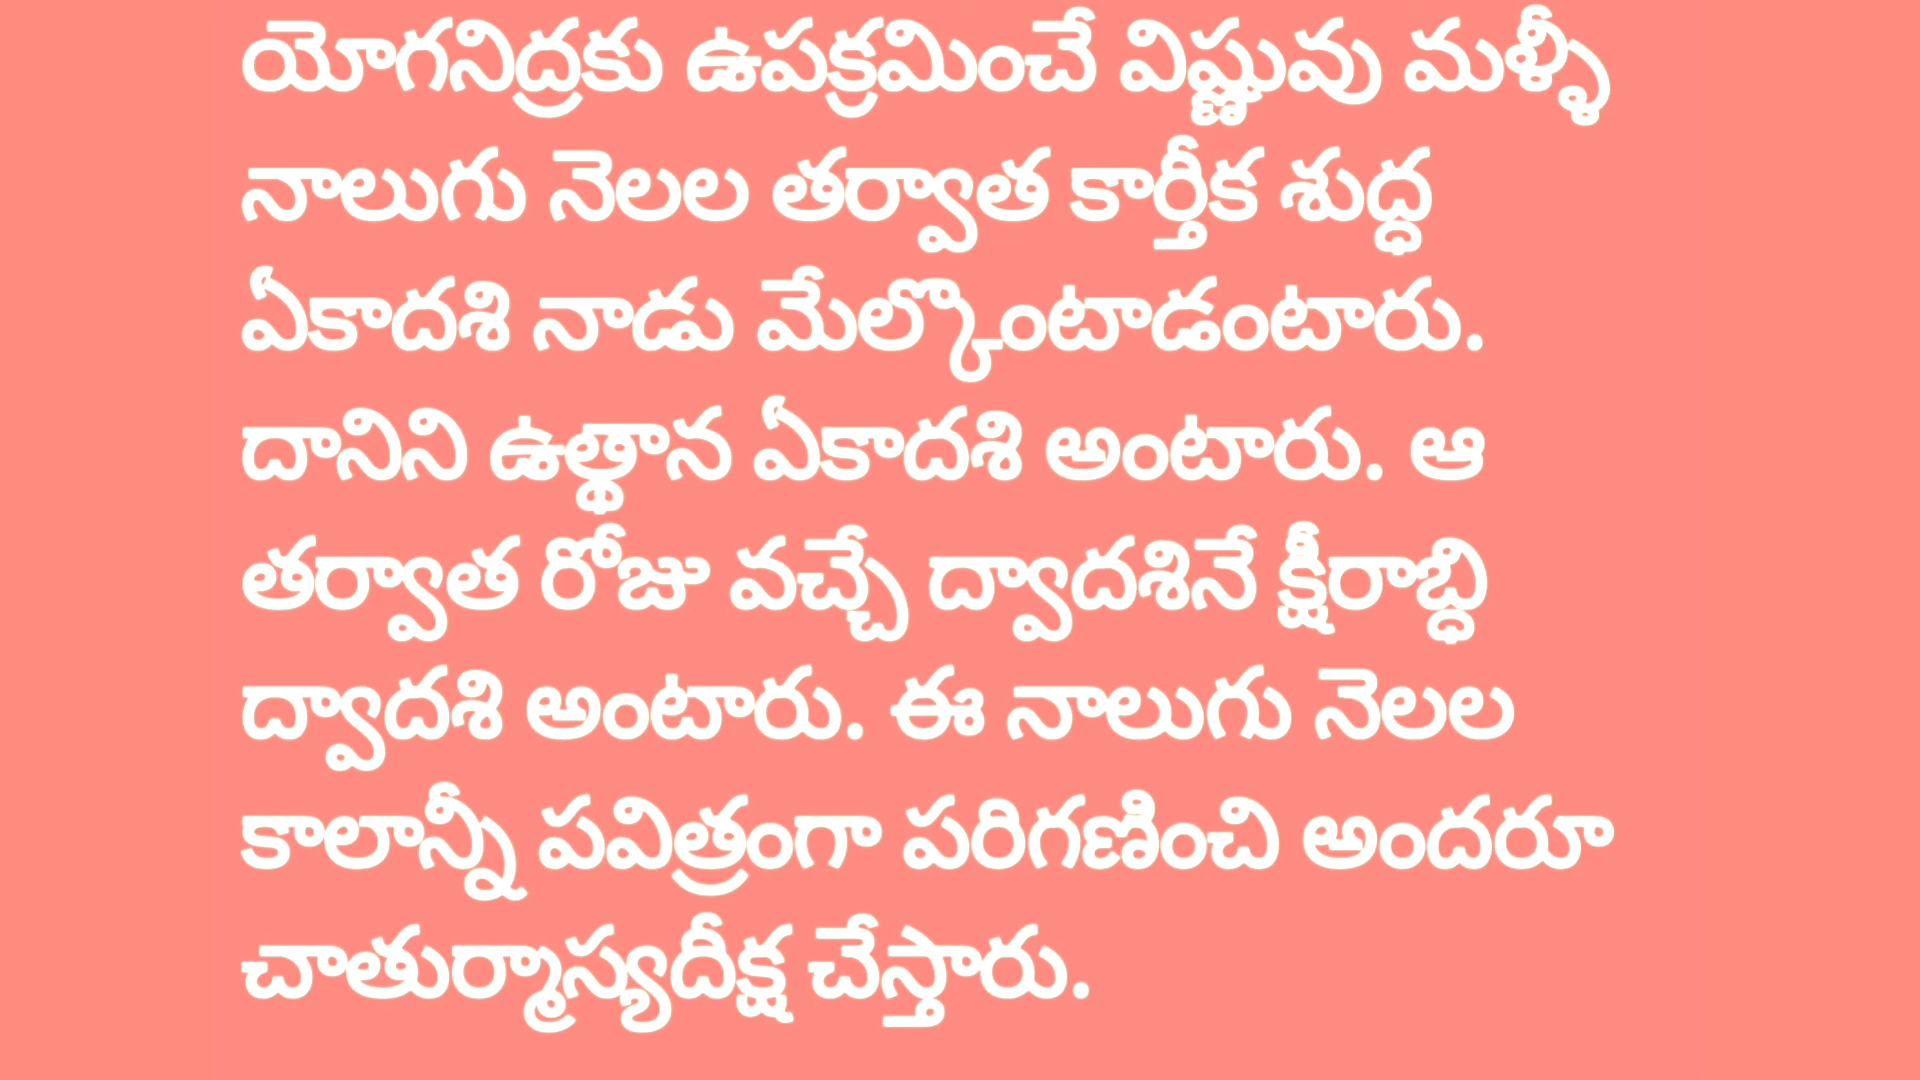 యోగనిద్రకు ఉపక్రమించే విష్ణువు మళ్ళీ
నాలుగు నెలల తర్వాత కార్తీక శుద్ధ
ఏకాదశి నాడు మేల్కొంటాడంటారు.
దానిని ఉత్థాన ఏకాదశి అంటారు. ఆ
తర్వాత రోజు వచ్చే ద్వాదశినే క్షీరాబ్ధి
ద్వాదశి అంటారు. ఈ నాలుగు నెలల
కాలాన్నీ పవిత్రంగా పరిగణించి అందరూ
చాతుర్మాస్యదీక్ష చేస్తారు.